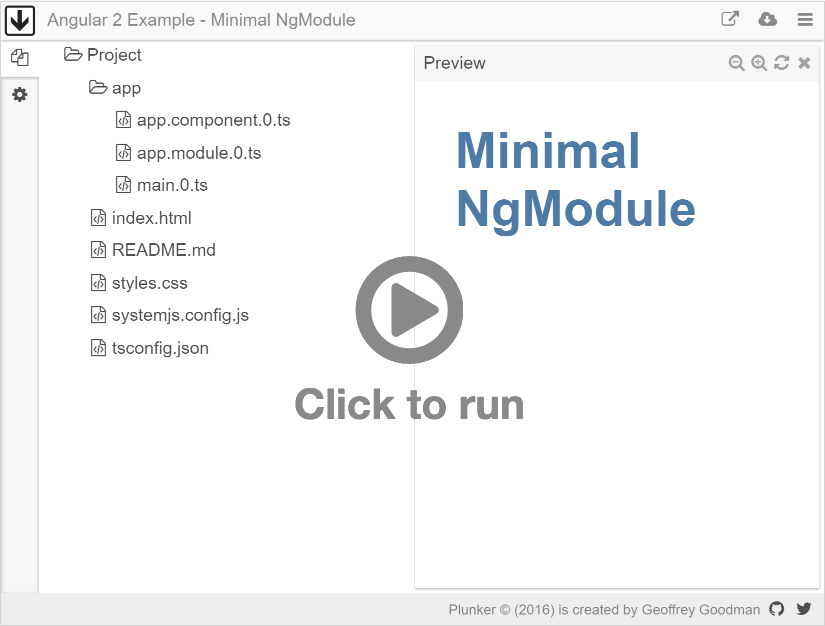 Angular 2 Example - Minimal NgModule
Project
app
app.component.0.ts
app.module.0.ts
main.0.ts
index.html
README.md
styles.css
systemjs.config.js
tsconfig.json
Preview
Minimal
NgModule
Click to run
Plunker © (2016) is created by Geoffrey Goodman